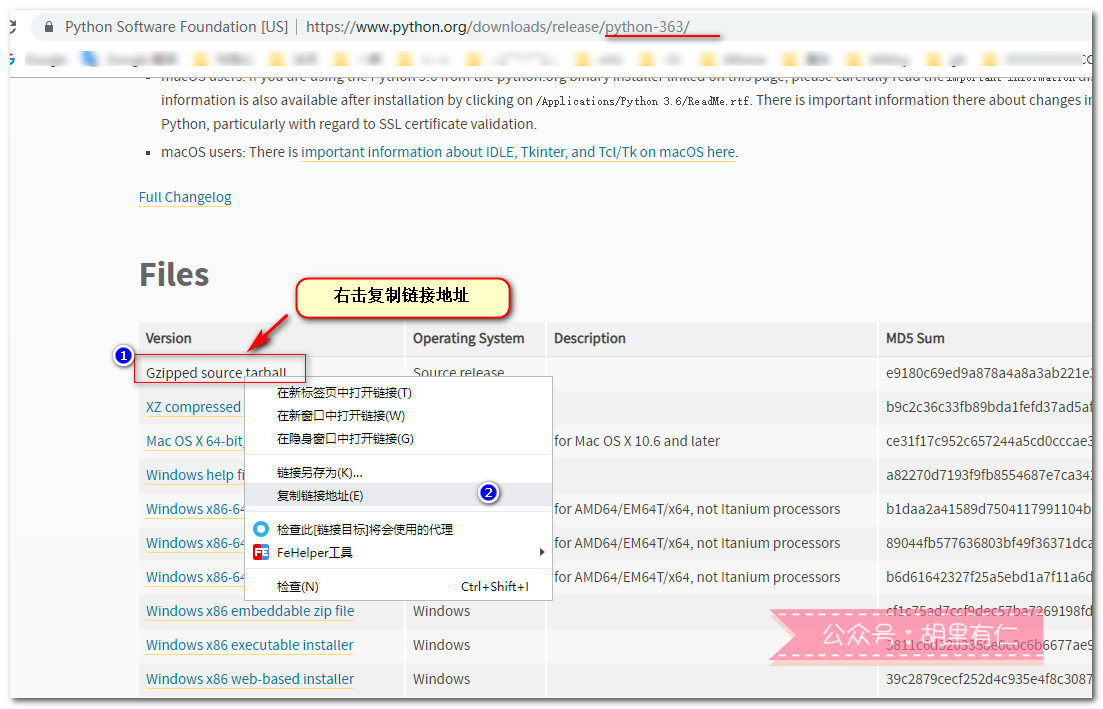 Python Software Foundation [US] | https://www.python.org/downloads/release/python-363/
macOS users: If you are using the Python 3.6 from the python.org binary installer linked on this page, please carefully read the Important Information
information is also available after installation by clicking on /Applications/Python 3.6/ReadMe.rtf. There is important information there about changes in
Python, particularly with regard to SSL certificate validation.
▪ macOS users: There is important information about IDLE, Tkinter, and Tcl/Tk on macOS here.
Full Changelog
Files
右击复制链接地址
Version Operating System Description MD5 Sum
1
Gzipped source tarball Source release e9180c69ed9a878a4a8a3ab221e
在新标签页中打开链接(T)
XZ compressed b9c2c36c33fb89bda1fefd37ad5af
在新窗口中打开链接(W)
在隐身窗口中打开链接(G)
Mac OS X 64-bit for Mac OS X 10.6 and later ce31f17c952c657244a5cd0cccae3
链接另存为(K)...
Windows help fi a82270d7193f9fb8554687e7ca34
复制链接地址(E) 2
Windows x86-64 for AMD64/EM64T/x64, not Itanium processors b1daa2a41589d7504117991104b
检查此[链接目标]将会使用的代理
Windows x86-64 for AMD64/EM64T/x64, not Itanium processors 89044fb577636803bf49f36371dca
FeHelper工具
Windows x86-64 for AMD64/EM64T/x64, not Itanium processors b6d61642327f25a5ebd1a7f11a6d
检查(N) Ctrl+Shift+I
Windows x86 embeddable zip file Windows cf1c75ad7ccf9dec57ba7269198fd
公众号·胡里有仁
Windows x86 executable installer Windows
Windows x86 web-based installer Windows 39c2879cecf252d4c935e4f8c3087